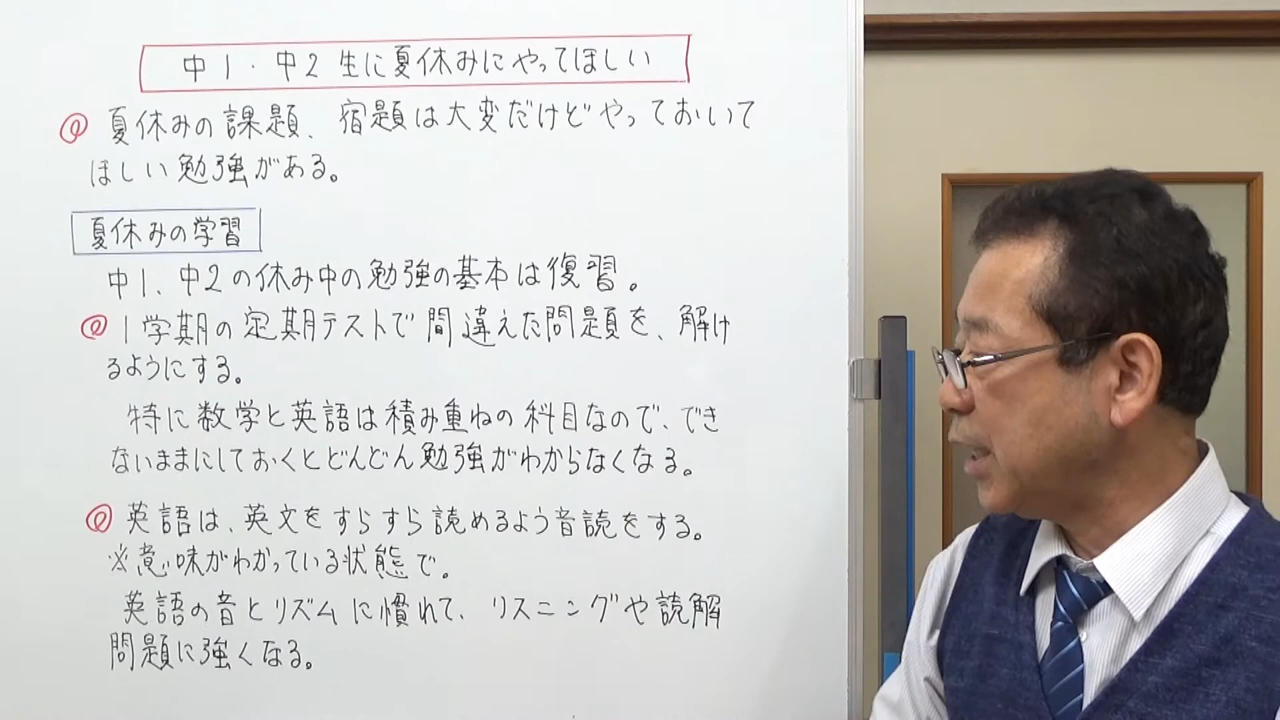 中1・中2生に夏休みにやってほしい
夏休みの課題、宿題は大変だけどやっておいて
ほしい勉強がある。
夏休みの学習
中1、中2の休み中の勉強の基本は復習。
1学期の定期テストで間違えた問題を、解け
るようにする。
特に数学と英語は積み重ねの科目なので、でき
ないままにしておくとどんどん勉強がわからなくなる。
英語は、英文をすらすら読めるよう音読をする。
※意味がわかっている状態で。
英語の音とリズムに慣れて、リスニングや読解
問題に強くなる。